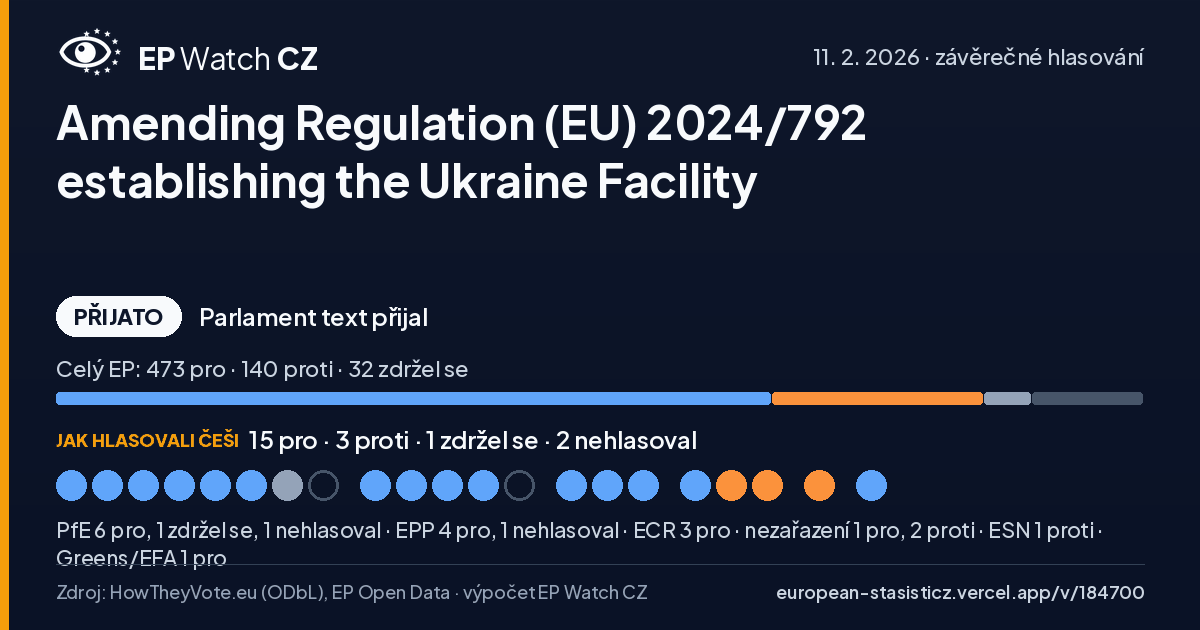 EP Watch CZ
11. 2. 2026 · závěrečné hlasování
Amending Regulation (EU) 2024/792
establishing the Ukraine Facility
PŘIJATO Parlament text přijal
Celý EP: 473 pro · 140 proti · 32 zdržel se
JAK HLASOVALI ČEŠI 15 pro · 3 proti · 1 zdržel se · 2 nehlasoval
PfE 6 pro, 1 zdržel se, 1 nehlasoval · EPP 4 pro, 1 nehlasoval · ECR 3 pro · nezařazení 1 pro, 2 proti · ESN 1 proti ·
Greens/EFA 1 pro
Zdroj: HowTheyVote.eu (ODbL), EP Open Data · výpočet EP Watch CZ
european-stasisticz.vercel.app/v/184700